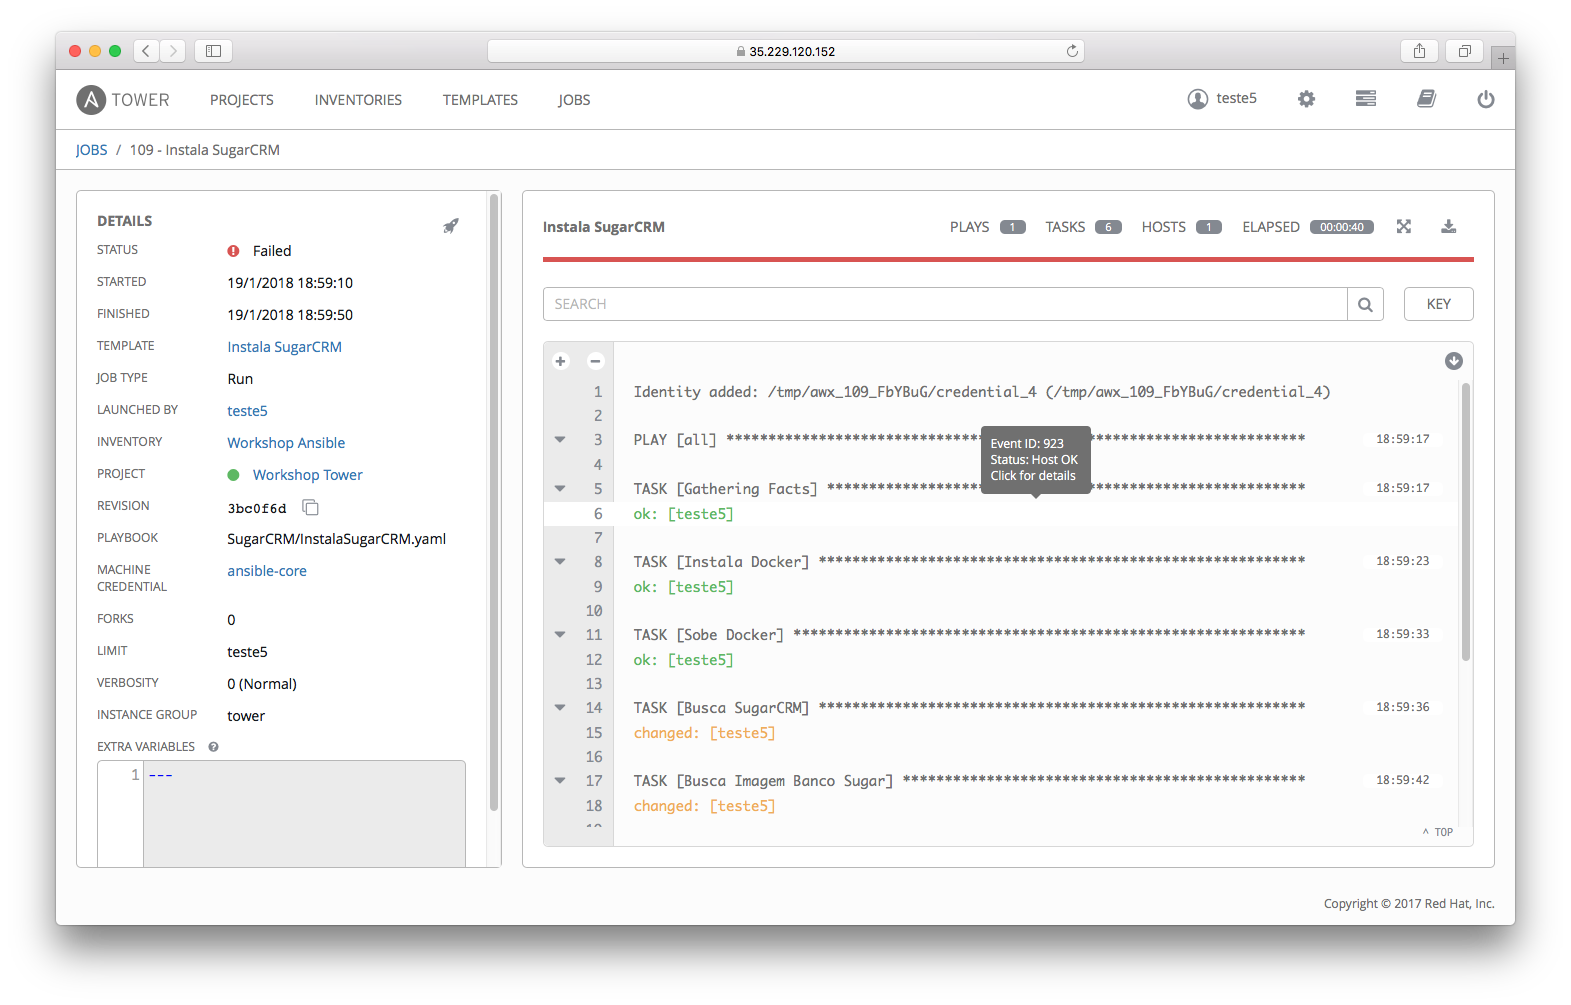 35.229.120.152
TOWER PROJECTS INVENTORIES TEMPLATES JOBS teste5
JOBS / 109 - Instala SugarCRM
DETAILS
STATUS Failed
STARTED 19/1/2018 18:59:10
FINISHED 19/1/2018 18:59:50
TEMPLATE Instala SugarCRM
JOB TYPE Run
LAUNCHED BY teste5
INVENTORY Workshop Ansible
PROJECT Workshop Tower
REVISION 3bc0f6d
PLAYBOOK SugarCRM/InstalaSugarCRM.yaml
MACHINE CREDENTIAL ansible-core
FORKS 0
LIMIT teste5
VERBOSITY 0 (Normal)
INSTANCE GROUP tower
EXTRA VARIABLES ?
1 ---
Instala SugarCRM PLAYS 1 TASKS 6 HOSTS 1 ELAPSED 00:00:40
SEARCH KEY
1 Identity added: /tmp/awx_109_FbYBuG/credential_4 (/tmp/awx_109_FbYBuG/credential_4)
2
3 PLAY [all] ****************************** ************************* 18:59:17
Event ID: 923
Status: Host OK
Click for details
4
5 TASK [Gathering Facts] ****************** ************************* 18:59:17
6 ok: [teste5]
7
8 TASK [Instala Docker] ********************************************************** 18:59:23
9 ok: [teste5]
10
11 TASK [Sobe Docker] ************************************************************* 18:59:33
12 ok: [teste5]
13
14 TASK [Busca SugarCRM] ********************************************************** 18:59:36
15 changed: [teste5]
16
17 TASK [Busca Imagem Banco Sugar] ************************************************ 18:59:42
18 changed: [teste5]
^ TOP
Copyright © 2017 Red Hat, Inc.